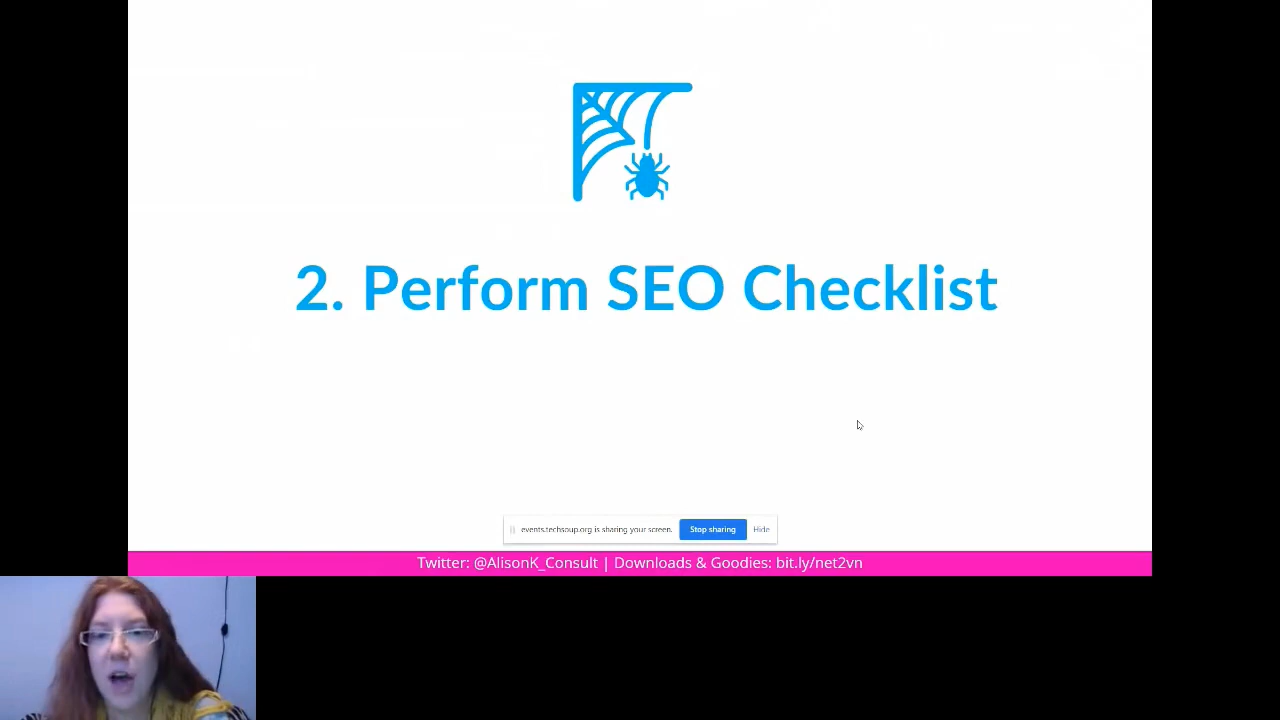 2. Perform SEO Checklist
events.techsoup.org is sharing your screen. Stop sharing Hide
Twitter: @AlisonK_Consult | Downloads & Goodies: bit.ly/net2vn